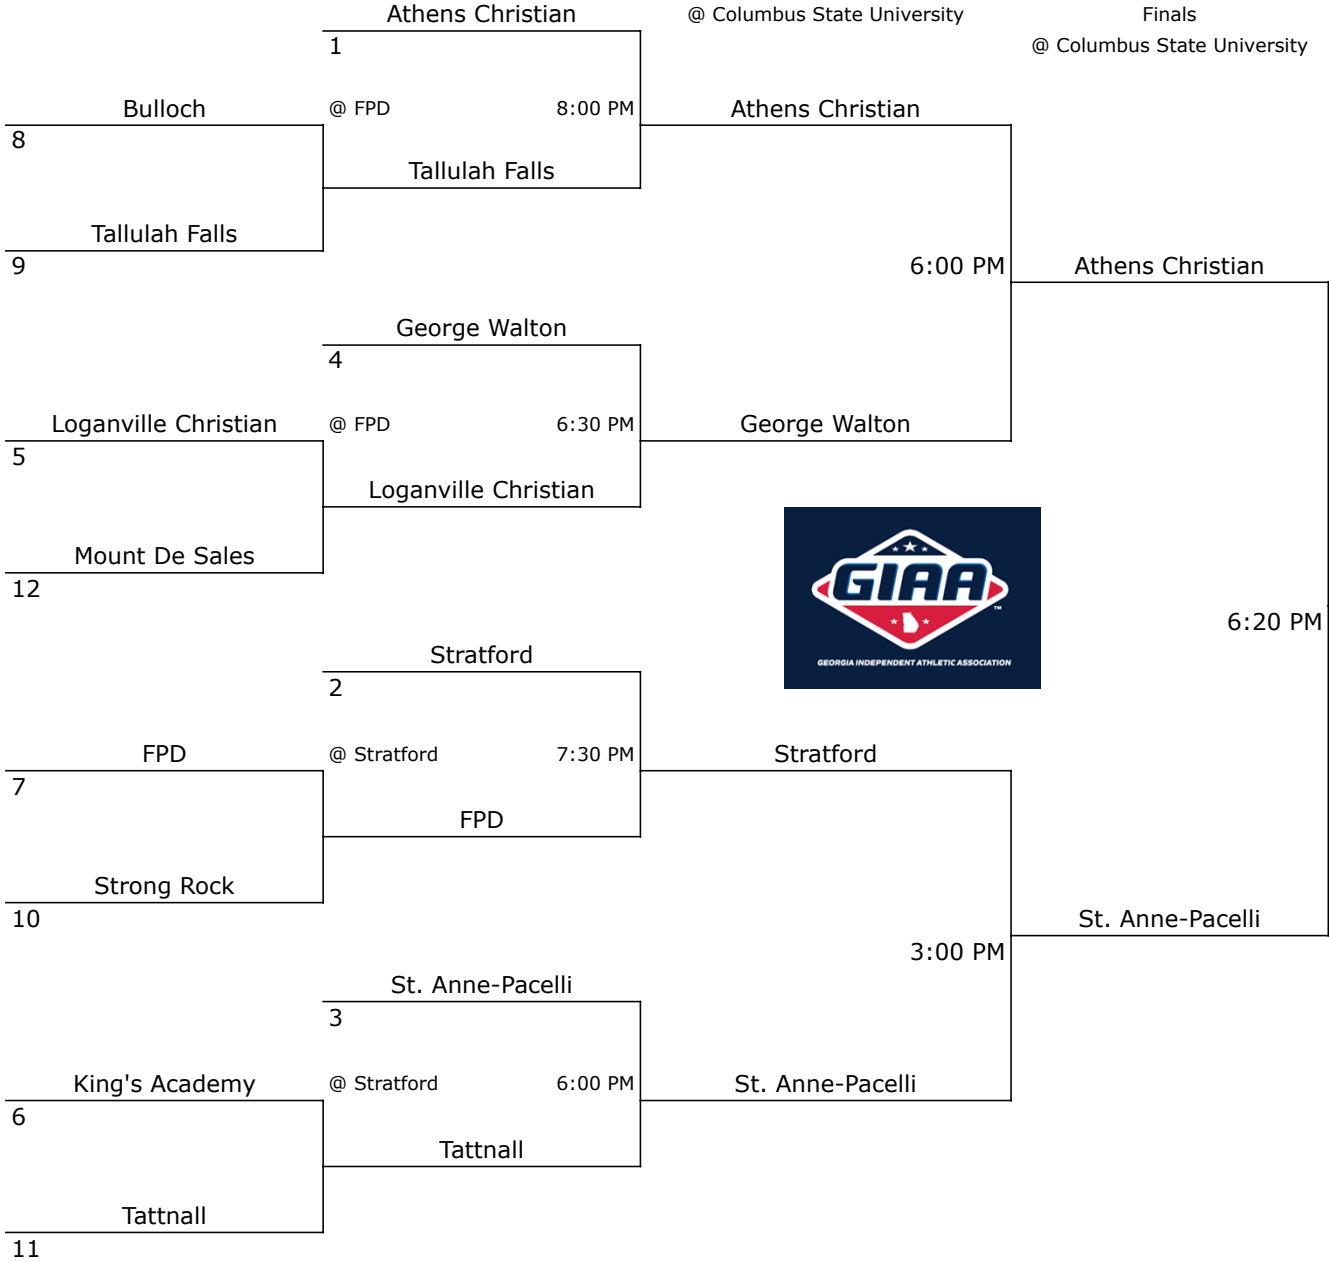 Athens Christian
@ Columbus State University
Finals
1
@ Columbus State University
Bulloch
@ FPD
8:00 PM
Athens Christian
8
Tallulah Falls
Tallulah Falls
9
6:00 PM
Athens Christian
George Walton
4
Loganville Christian
@ FPD
6:30 PM
George Walton
5
Loganville Christian
Mount De Sales
12
GIAA
TM
GEORGIA INDEPENDENT ATHLETIC ASSOCIATION
6:20 PM
Stratford
2
FPD
@ Stratford
7:30 PM
Stratford
7
FPD
Strong Rock
10
St. Anne-Pacelli
3:00 PM
St. Anne-Pacelli
3
King's Academy
@ Stratford
6:00 PM
St. Anne-Pacelli
6
Tattnall
Tattnall
11